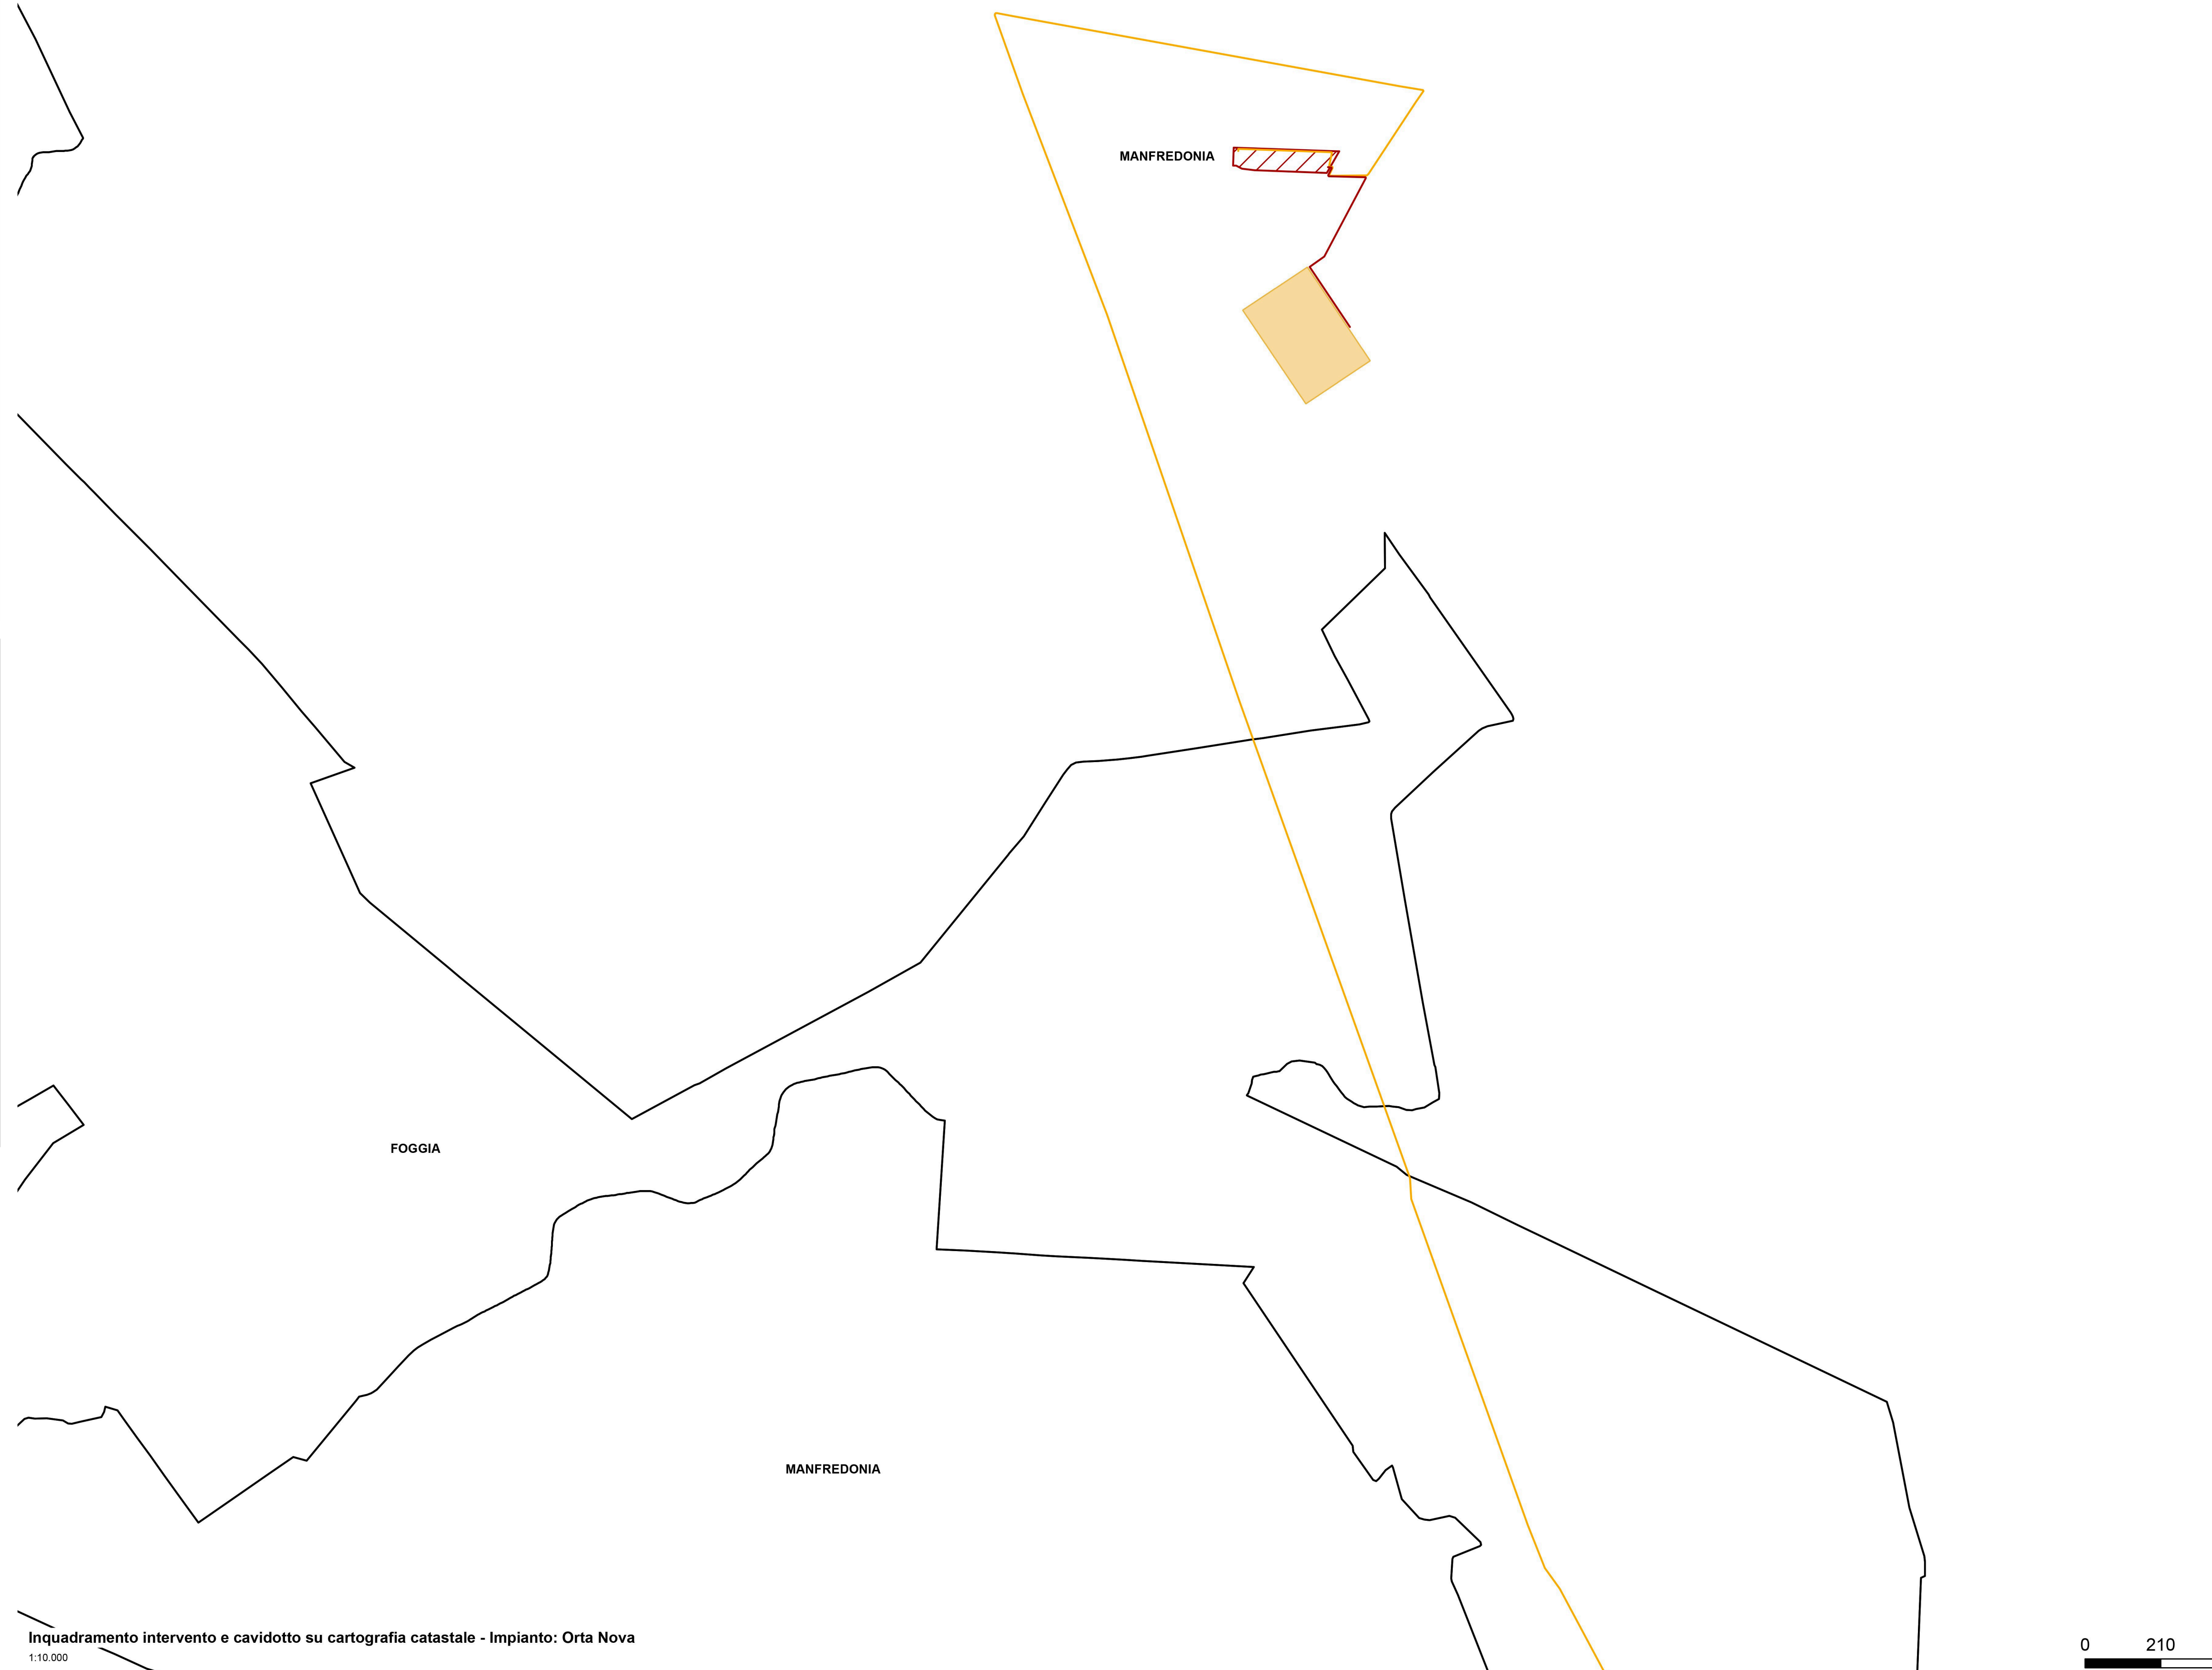 MANFREDONIA
FOGGIA
MANFREDONIA
Inquadramento intervento e cavidotto su cartografia catastale - Impianto: Orta Nova
1:10.000
0 210